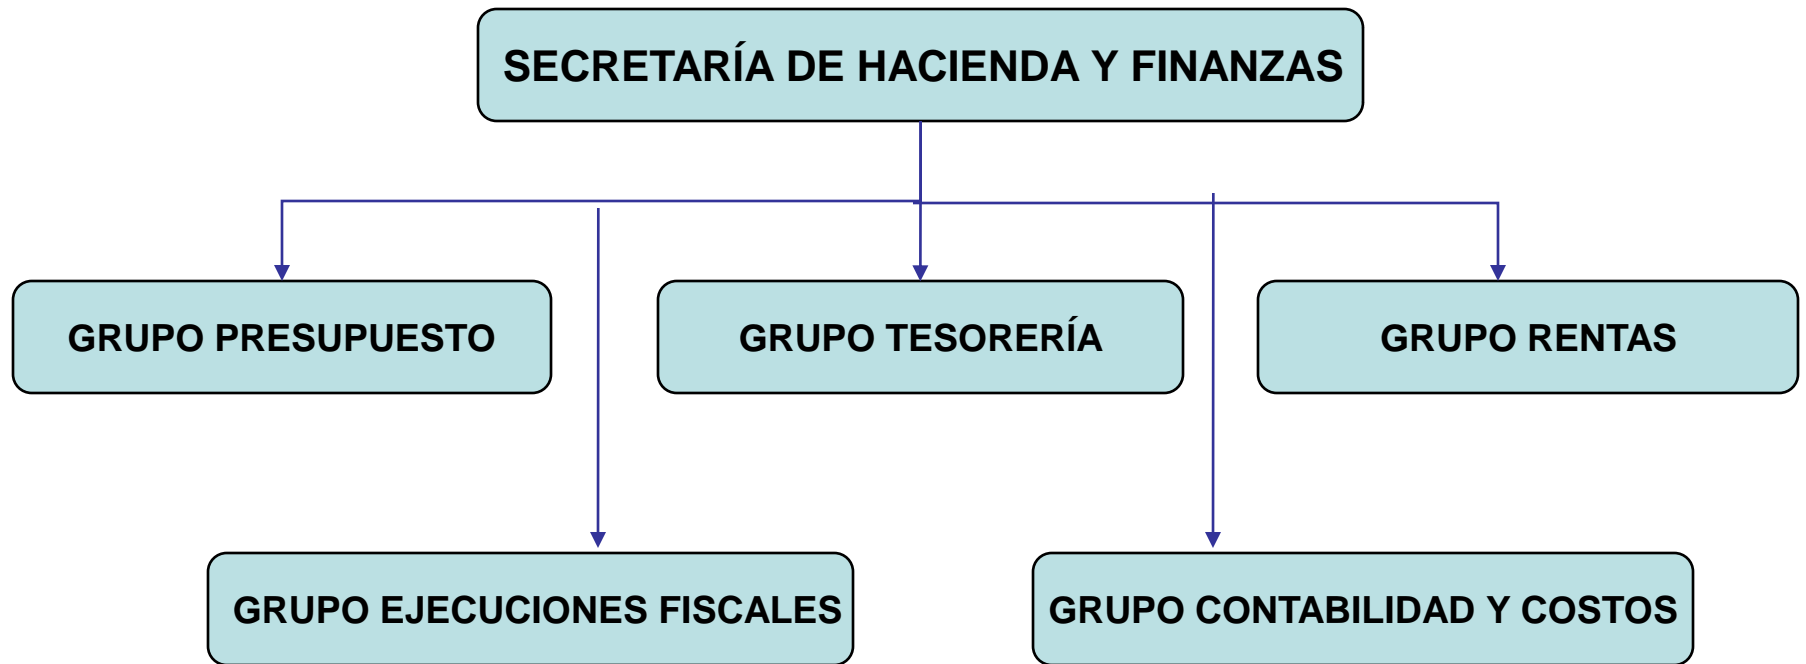 SECRETARÍA DE HACIENDA Y FINANZAS
GRUPO PRESUPUESTO
GRUPO TESORERÍA
GRUPO RENTAS
GRUPO EJECUCIONES FISCALES
GRUPO CONTABILIDAD Y COSTOS